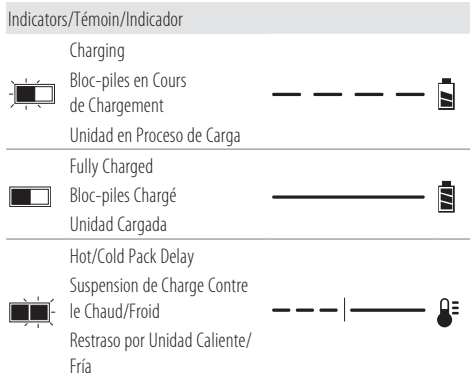 Indicators/Témoin/Indicador
Charging
Bloc-piles en Cours
de Chargement
Unidad en Proceso de Carga
Fully Charged
Bloc-piles Chargé
Unidad Cargada
Hot/Cold Pack Delay
Suspension de Charge Contre
le Chaud/Froid
Restraso por Unidad Caliente/
Fría